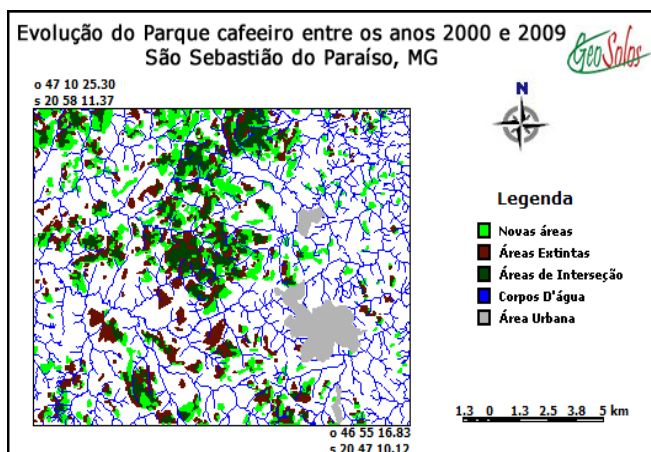 Evolução do Parque cafeeiro entre os anos 2000 e 2009
São Sebastião do Paraíso, MG
GeoSolos
o 47 10 25.30
s 20 58 11.37
N
Legenda
Novas áreas
Áreas Extintas
Áreas de Interseção
Corpos D'água
Área Urbana
1.3 0 1.3 2.5 3.8 5 km
o 46 55 16.83
s 20 47 10.12